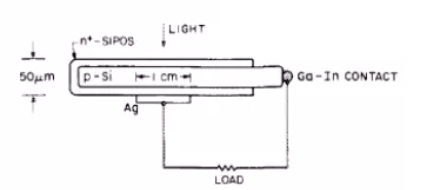 LIGHT
n+-SIPOS
50μm
p-Si
1 cm
Ga-In CONTACT
Ag
LOAD